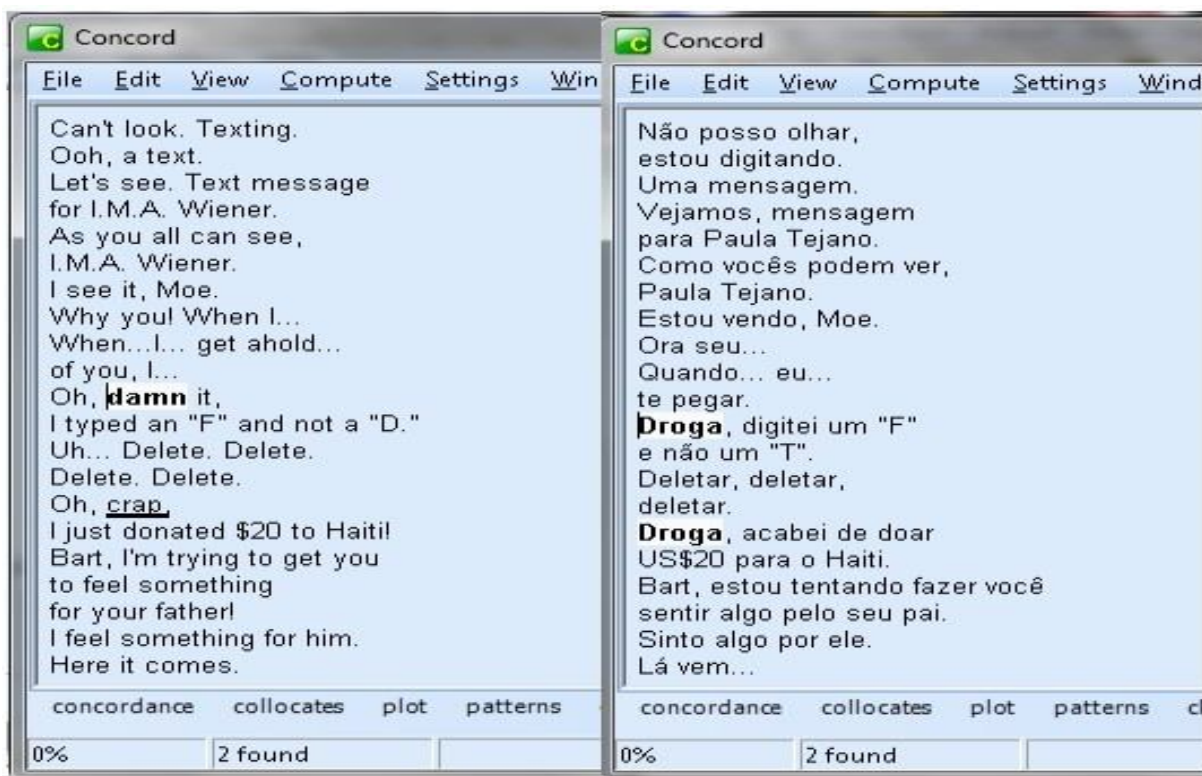 Concord
File Edit View Compute Settings Win
Can't look. Texting.
Ooh, a text.
Let's see. Text message
for I.M.A. Wiener.
As you all can see,
I.M.A. Wiener.
I see it, Moe.
Why you! When I...
When...I... get ahold...
of you, I...
Oh, damn it,
I typed an "F" and not a "D."
Uh... Delete. Delete.
Delete. Delete.
Oh, crap,
I just donated $20 to Haiti!
Bart, I'm trying to get you
to feel something
for your father!
I feel something for him.
Here it comes.
concordance collocates plot patterns
0% 2 found
Concord
File Edit View Compute Settings Wind
Não posso olhar,
estou digitando.
Uma mensagem.
Vejamos, mensagem
para Paula Tejano.
Como vocês podem ver,
Paula Tejano.
Estou vendo, Moe.
Ora seu...
Quando... eu...
te pegar.
Droga, digitei um "F"
e não um "T".
Deletar, deletar,
deletar.
Droga, acabei de doar
US$20 para o Haiti.
Bart, estou tentando fazer você
sentir algo pelo seu pai.
Sinto algo por ele.
Lá vem...
concordance collocates plot patterns cl
0% 2 found